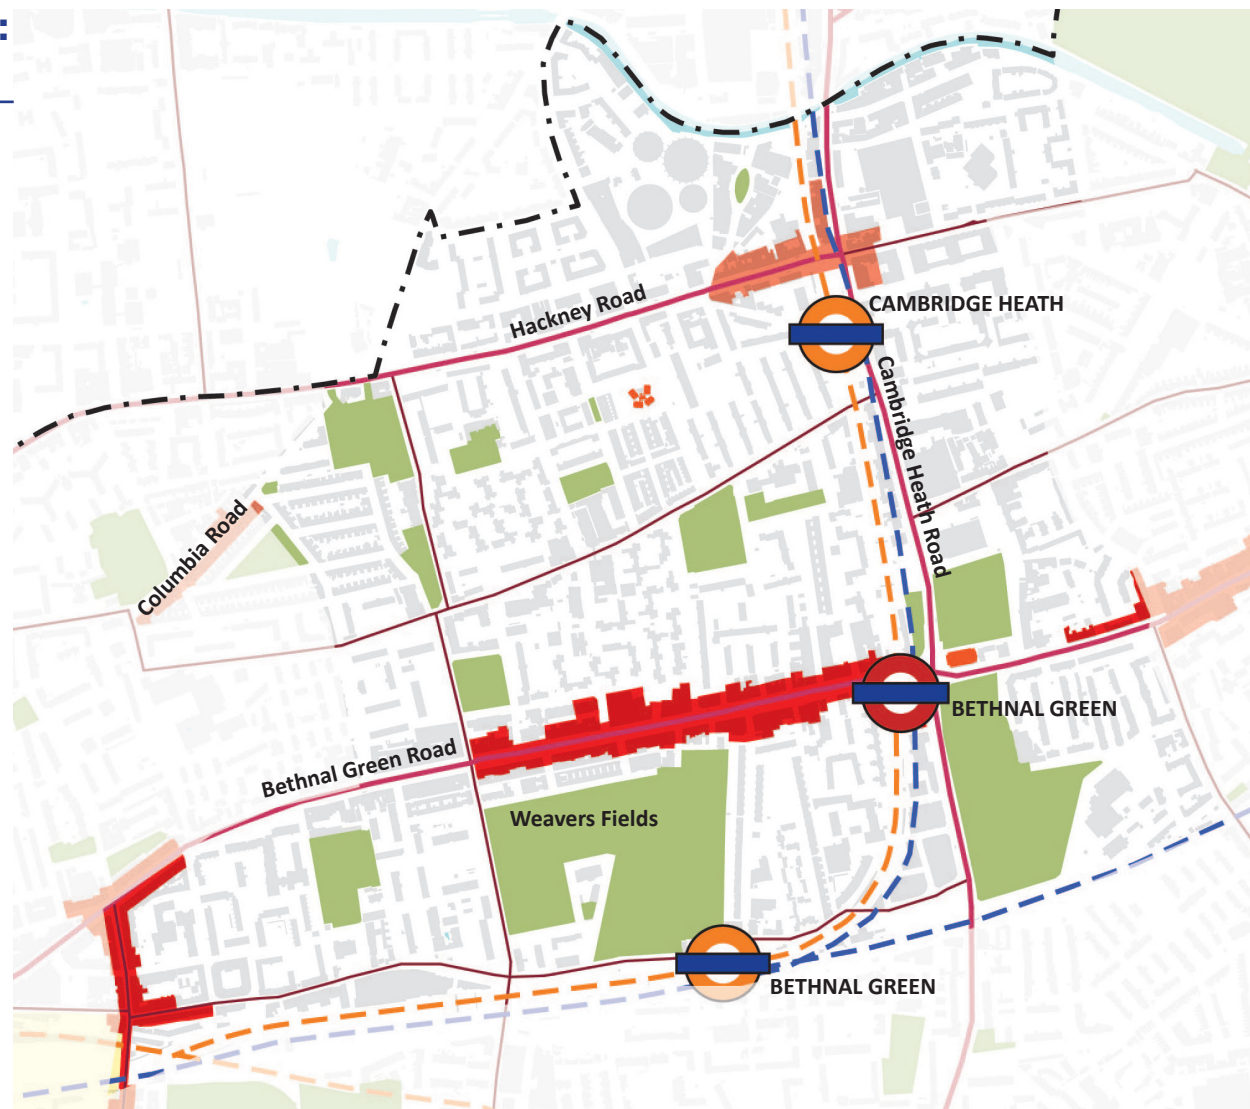 :
CAMBRIDGE HEATH
Hackney Road
Cambridge Heath Road
Columbia Road
BETHNAL GREEN
Bethnal Green Road
Weavers Fields
BETHNAL GREEN